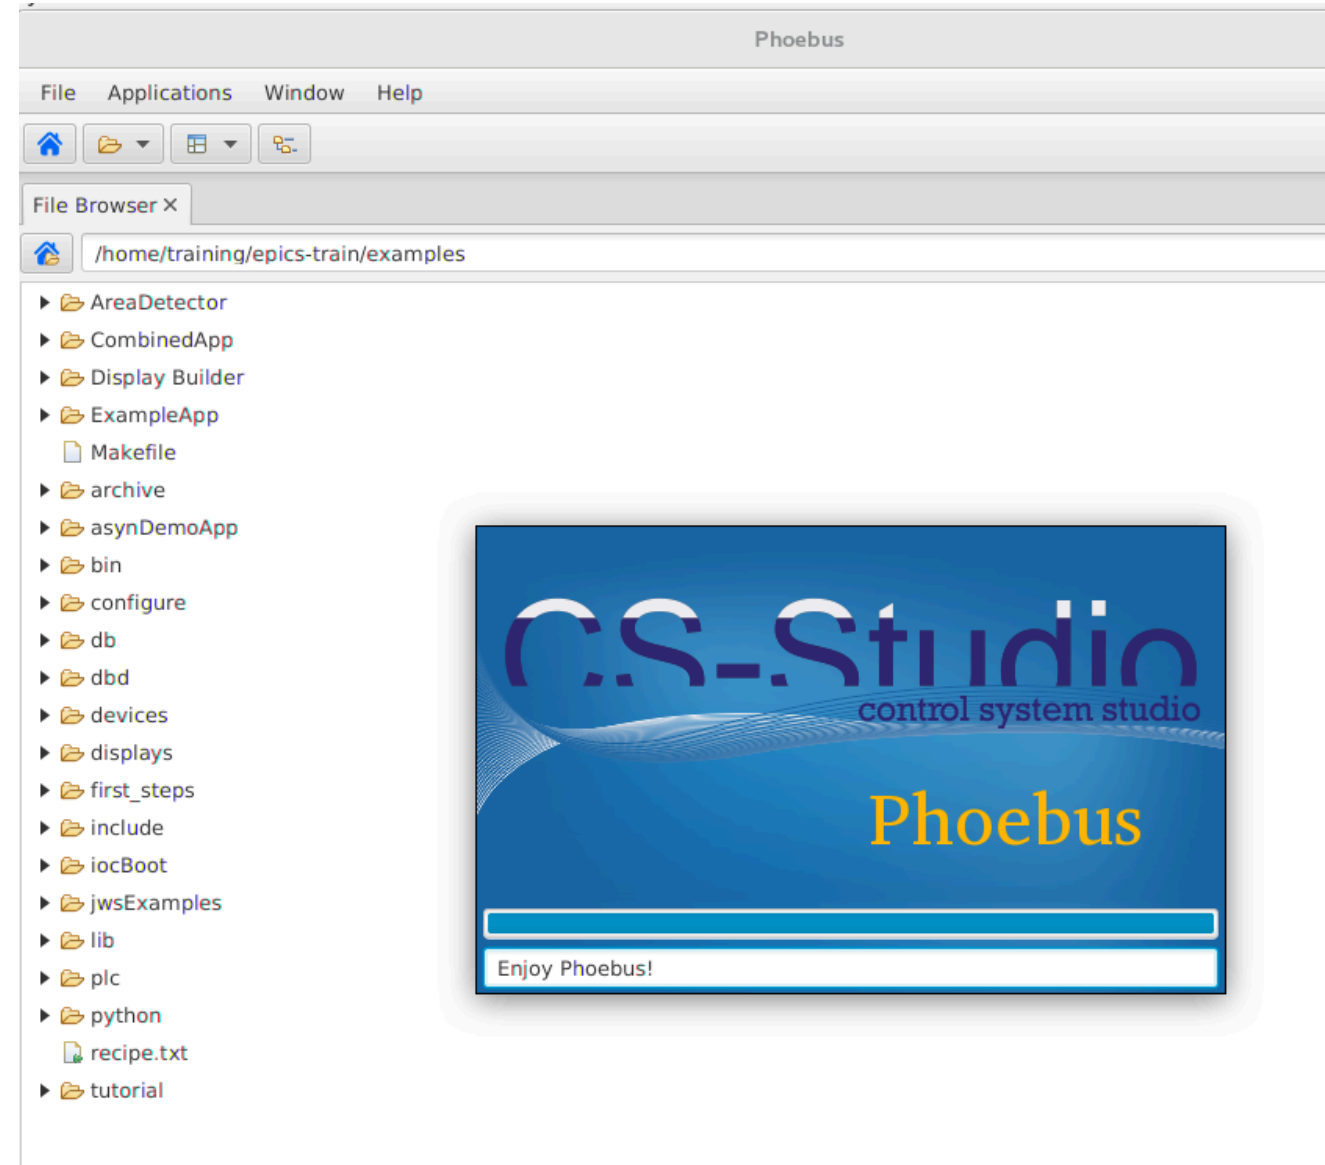 Phoebus
File Applications Window Help
File Browser ×
/home/training/epics-train/examples
AreaDetector
CombinedApp
Display Builder
ExampleApp
Makefile
archive
asynDemoApp
bin
configure
db
dbd
devices
displays
first_steps
include
iocBoot
jwsExamples
lib
plc
python
recipe.txt
tutorial
CS-Studio
control system studio
Phoebus
Enjoy Phoebus!